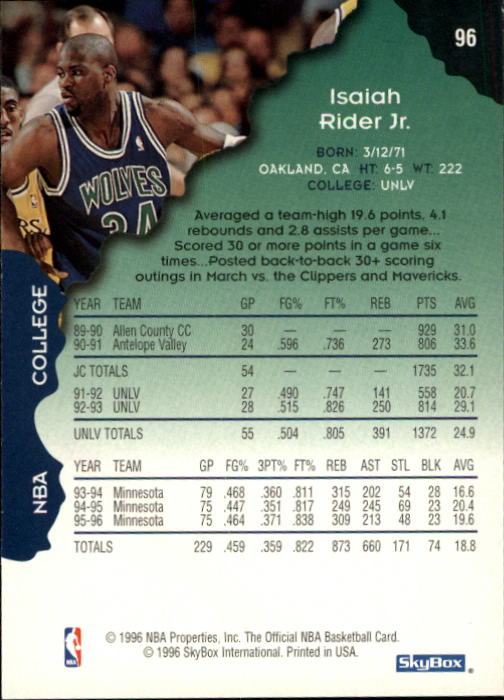 96
Isaiah
Rider Jr.
BORN: 3/12/71
OAKLAND, CA HT: 6-5 WT: 222
COLLEGE: UNLV
WOLVES
34
RS
Averaged a team-high 19.6 points, 4.1
rebounds and 2.8 assists per game...
Scored 30 or more points in a game six
times...Posted back-to-back 30+ scoring
outings in March vs. the Clippers and Mavericks.
COLLEGE
YEAR TEAM GP FG% FT% REB PTS AVG
89-90 Allen County CC 30 — — — 929 31.0
90-91 Antelope Valley 24 .596 .736 273 806 33.6
JC TOTALS 54 — — — 1735 32.1
91-92 UNLV 27 .490 .747 141 558 20.7
92-93 UNLV 28 .515 .826 250 814 29.1
UNLV TOTALS 55 .504 .805 391 1372 24.9
NBA
YEAR TEAM GP FG% 3PT% FT% REB AST STL BLK AVG
93-94 Minnesota 79 .468 .360 .811 315 202 54 28 16.6
94-95 Minnesota 75 .447 .351 .817 249 245 69 23 20.4
95-96 Minnesota 75 .464 .371 .838 309 213 48 23 19.6
TOTALS 229 .459 .359 .822 873 660 171 74 18.8
NBA
© 1996 NBA Properties, Inc. The Official NBA Basketball Card.
© 1996 SkyBox International. Printed in USA.
SkyBox®